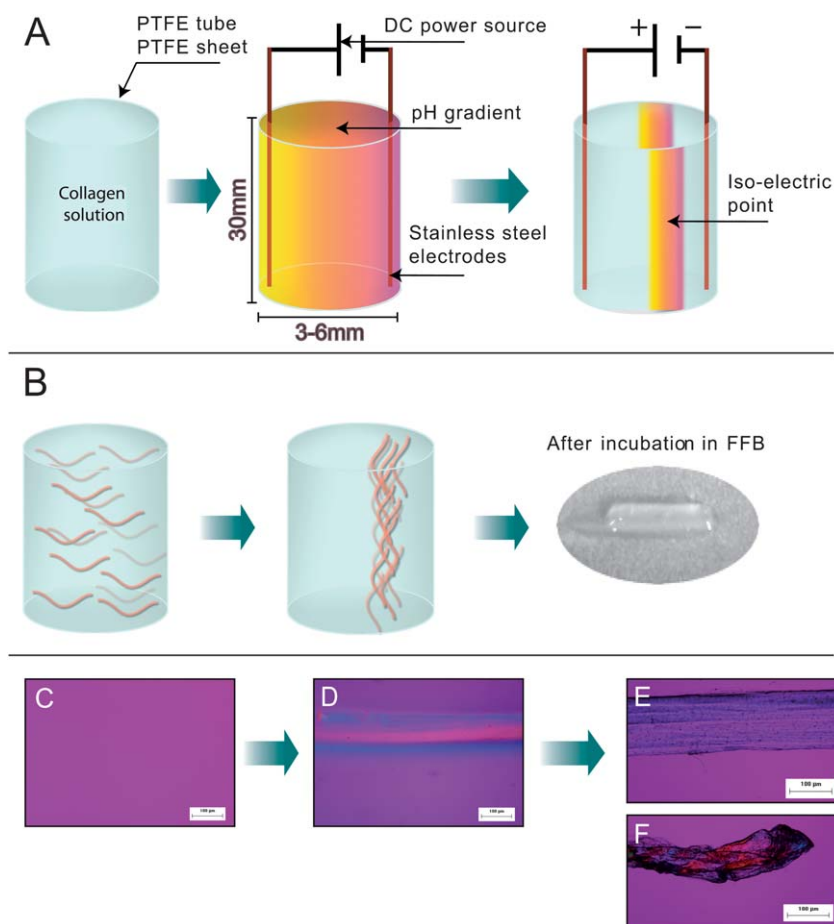 A
PTFE tube
PTFE sheet
DC power source
+ −
pH gradient
Collagen
solution
30mm
Iso-electric
point
Stainless steel
electrodes
3-6mm
B
After incubation in FFB
C
100 μm
D
100 μm
E
100 μm
F
100 μm